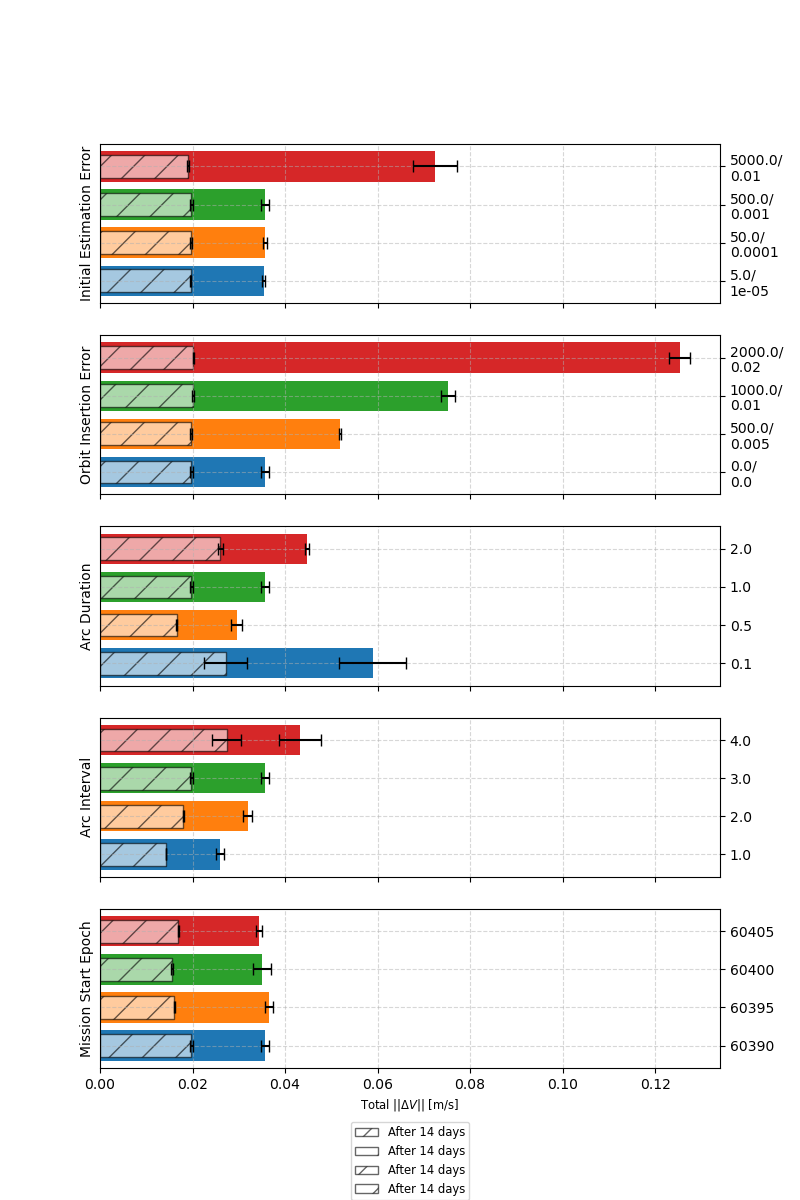 Initial Estimation Error
5000.0/
0.01
500.0/
0.001
50.0/
0.0001
5.0/
1e-05
Orbit Insertion Error
2000.0/
0.02
1000.0/
0.01
500.0/
0.005
0.0/
0.0
Arc Duration
2.0
1.0
0.5
0.1
Arc Interval
4.0
3.0
2.0
1.0
Mission Start Epoch
60405
60400
60395
60390
0.00 0.02 0.04 0.06 0.08 0.10 0.12
Total ||ΔV|| [m/s]
After 14 days
After 14 days
After 14 days
After 14 days